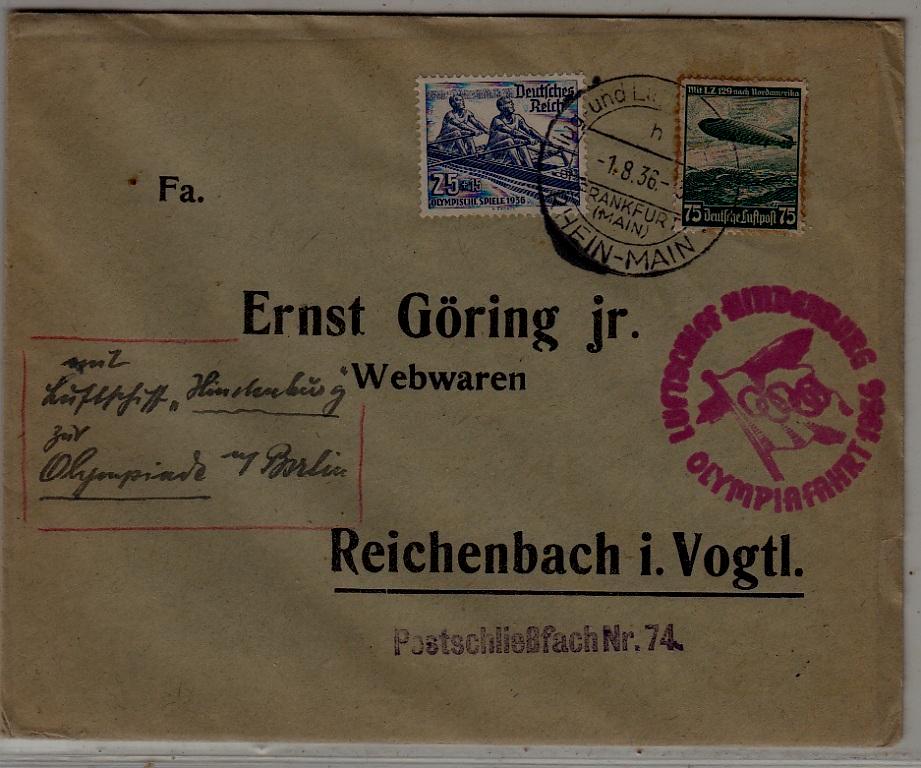 Deutsches
Reich
25+15
OLYMPISCHE SPIELE 1936
Mit LZ 129 nach Nordamerika
75 Deutsche Luftpost 75
Flug-und L
h
-1.8.36.-
FRANKFURT
(MAIN)
RHEIN-MAIN
Fa.
Ernst Göring jr.
Webwaren
mit
Luftschiff „Hindenburg"
zur
Olympiade n/ Berlin
LUFTSCHIFF HINDENBURG
OLYMPIAFAHRT 1936
Reichenbach i. Vogtl.
Postschließfach Nr. 74.